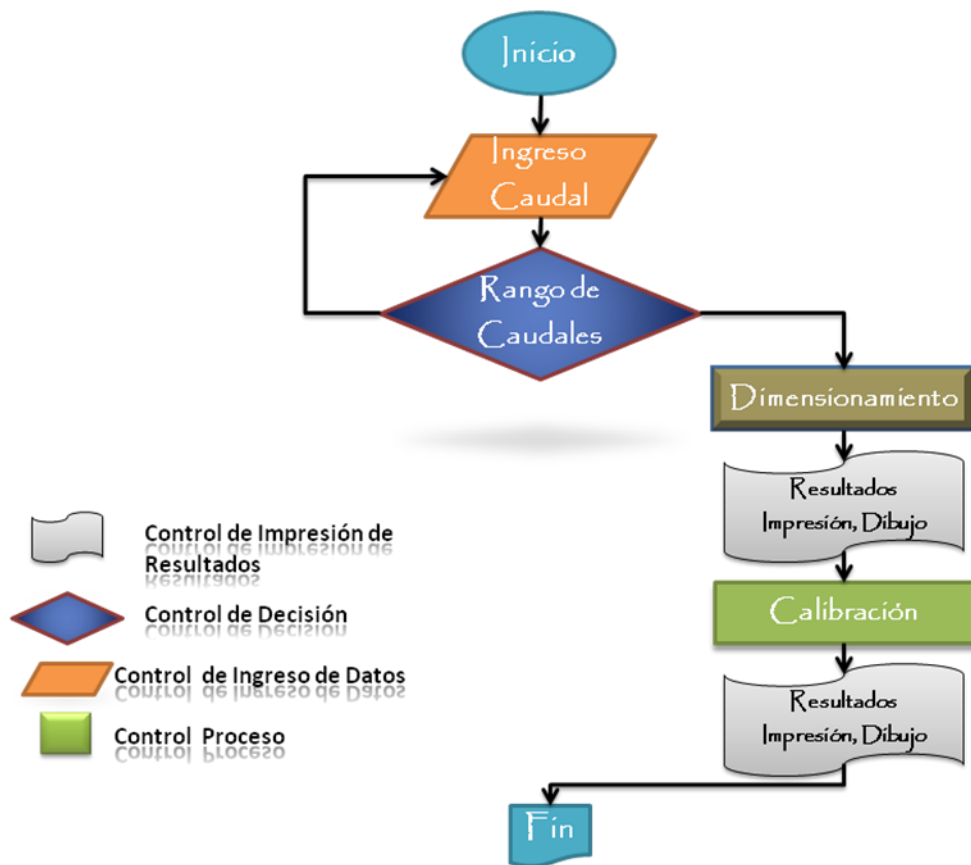 Inicio
Ingreso
Caudal
Rango de
Caudales
Dimensionamiento
Resultados
Impresión, Dibujo
Calibración
Resultados
Impresión, Dibujo
Fin
Control de Impresión de
Resultados
Control de Decisión
Control de Ingreso de Datos
Control Proceso